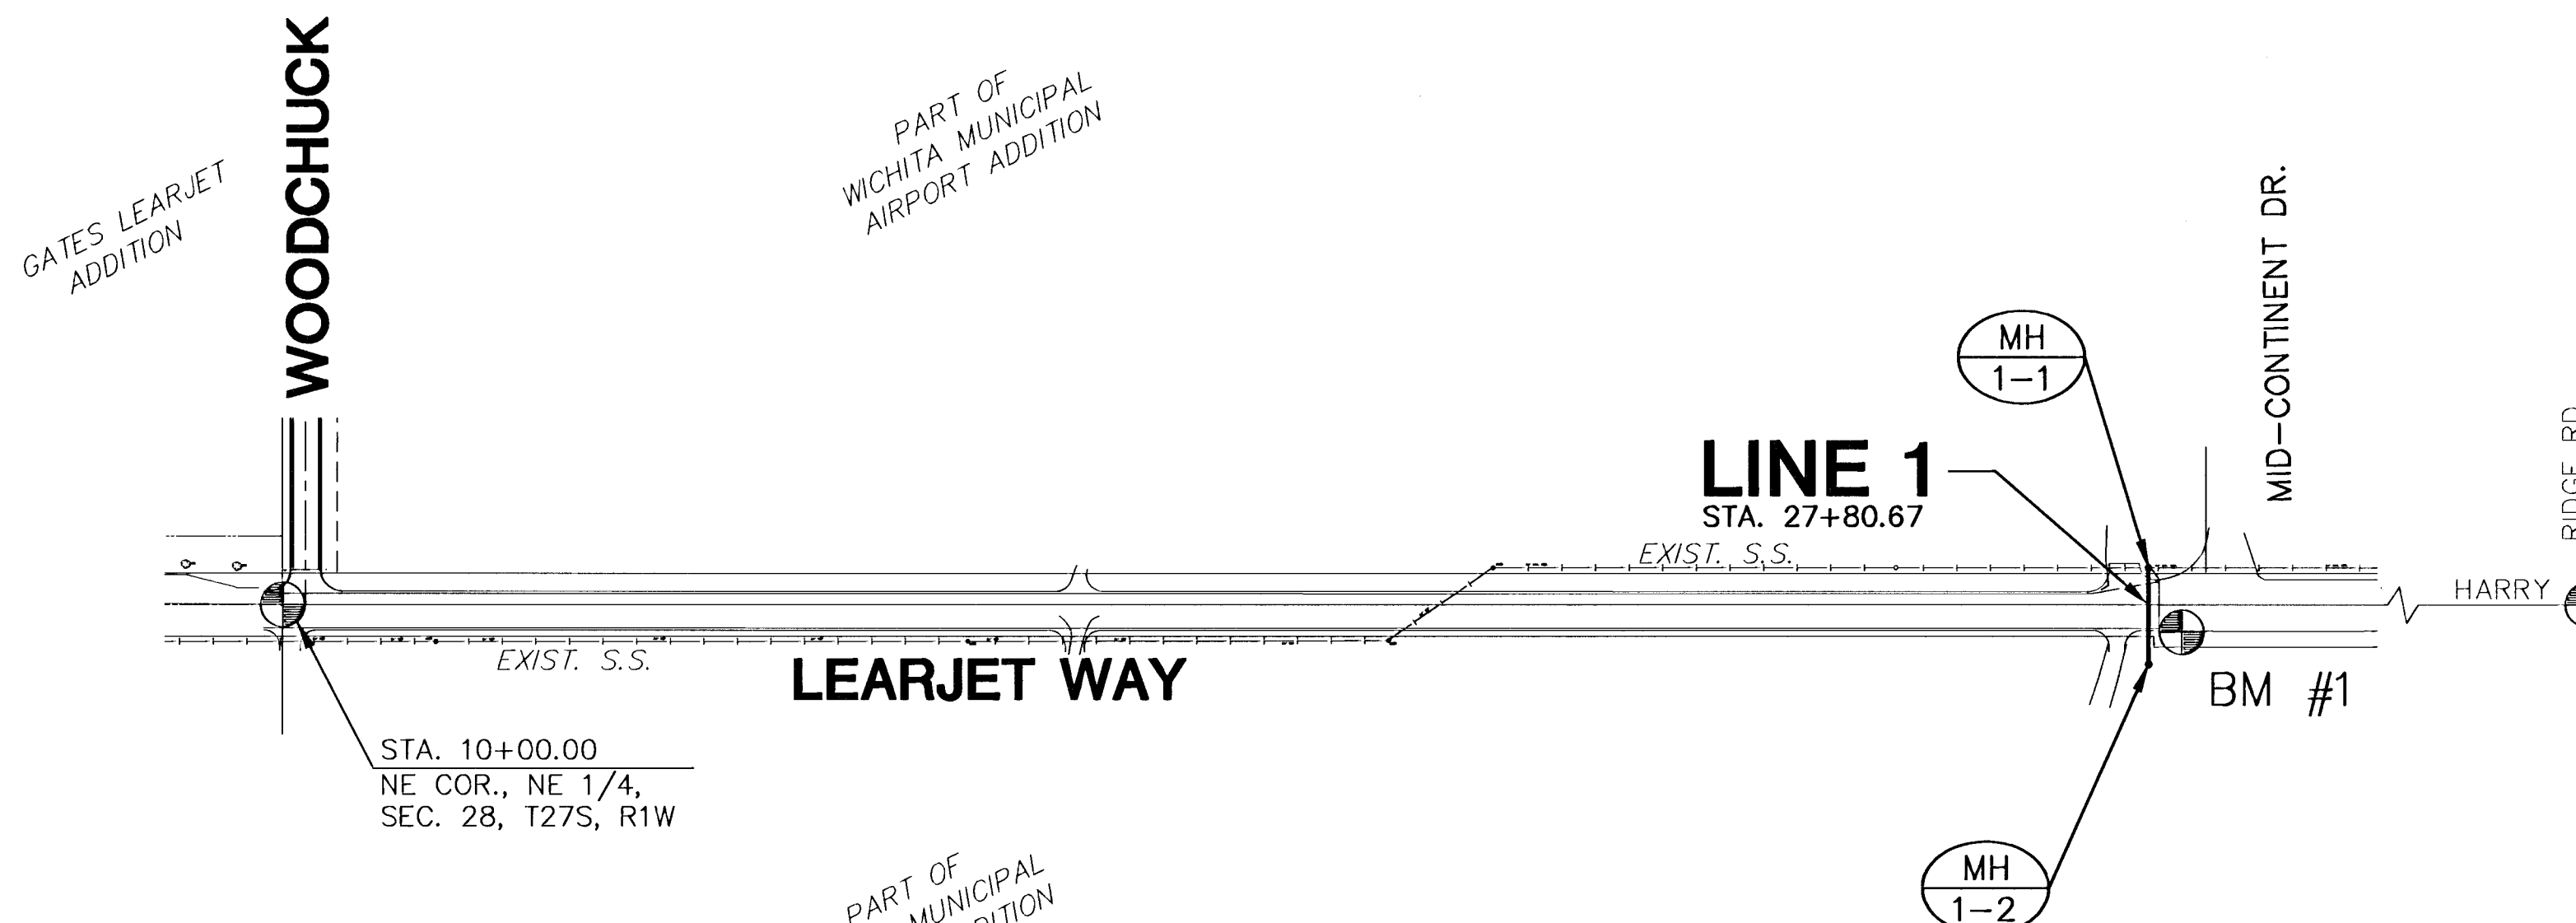 WOODCHUCK
GATES LEARJET
ADDITION
PART OF
WICHITA MUNICIPAL
AIRPORT ADDITION
MID-CONTINENT DR.
RIDGE RD
MH
1-1
LINE 1
STA. 27+80.67
EXIST. S.S.
HARRY
EXIST. S.S.
LEARJET WAY
BM #1
STA. 10+00.00
NE COR., NE 1/4,
SEC. 28, T27S, R1W
MH
1-2
PART OF
MUNICIPAL